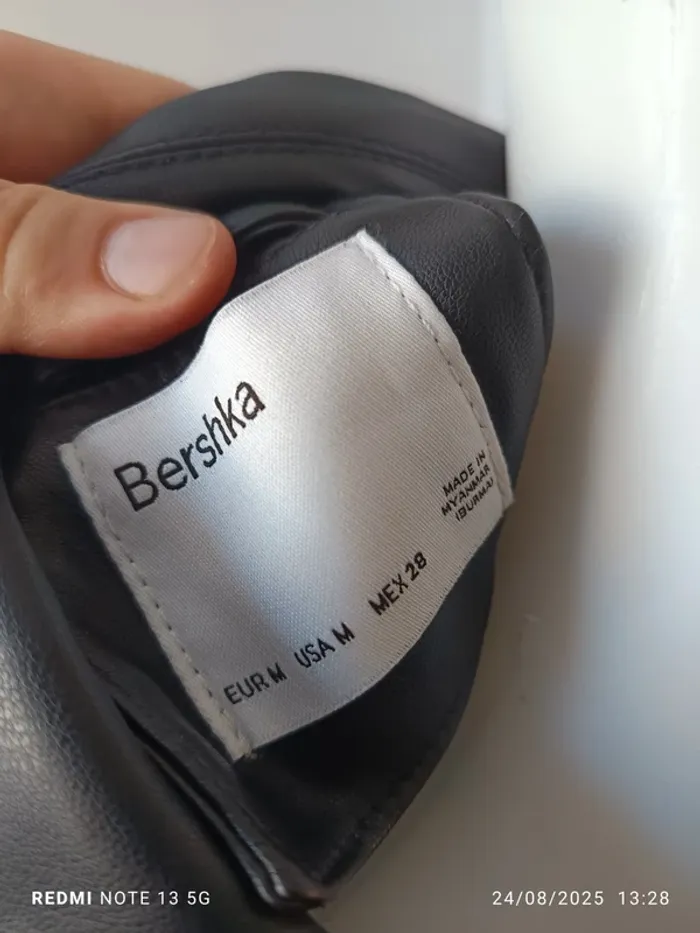 Bershka
MADE IN
MYANMAR
(BURMA)
EUR M USA M MEX 28
REDMI NOTE 13 5G
24/08/2025 13:28